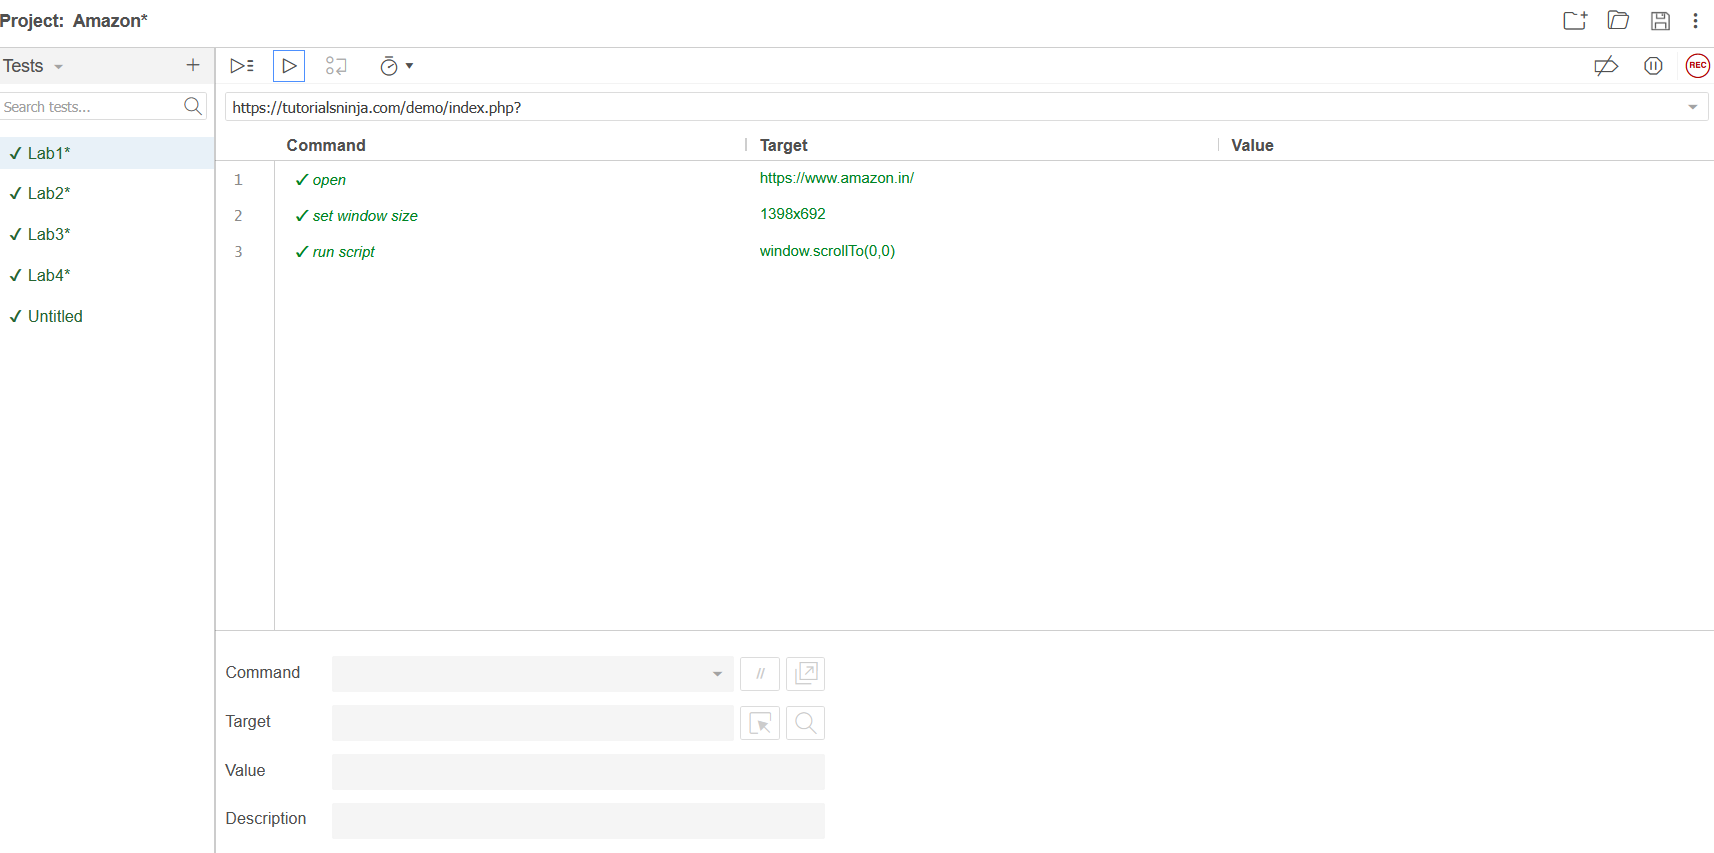 Project: Amazon*
Tests
REC
Search tests...
https://tutorialsninja.com/demo/index.php?
Command Target Value
Lab1*
Lab2*
Lab3*
Lab4*
Untitled
1 open https://www.amazon.in/
2 set window size 1398x692
3 run script window.scrollTo(0,0)
Command //
Target
Value
Description